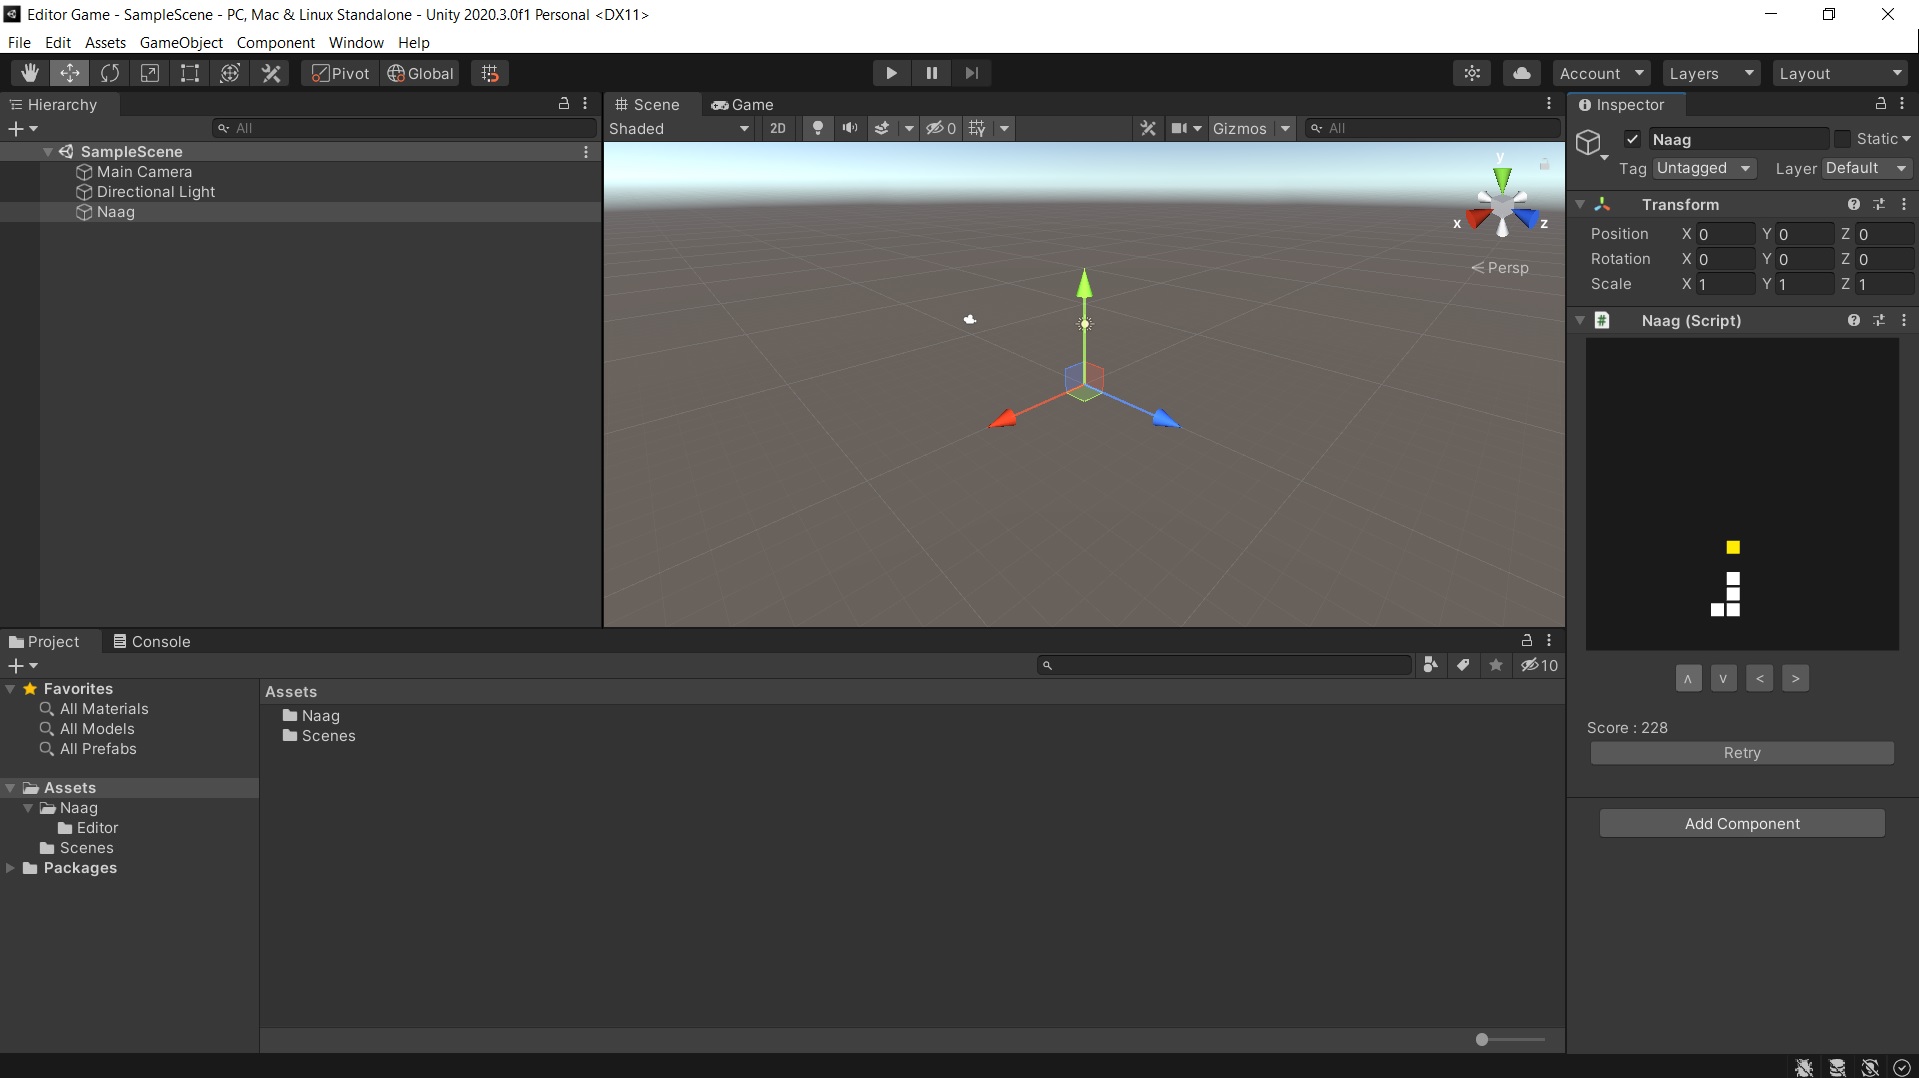 Editor Game - SampleScene - PC, Mac & Linux Standalone - Unity 2020.3.0f1 Personal <DX11>
File Edit Assets GameObject Component Window Help
Pivot Global Account Layers Layout
Hierarchy
All
SampleScene
Main Camera
Directional Light
Naag
Scene Game
Shaded 2D 0 Gizmos All
y
x z
Persp
Inspector
Naag Static
Tag Untagged Layer Default
Transform
Position X 0 Y 0 Z 0
Rotation X 0 Y 0 Z 0
Scale X 1 Y 1 Z 1
# Naag (Script)
ʌ v < >
Score : 228
Retry
Add Component
Project Console
10
Favorites
All Materials
All Models
All Prefabs
Assets
Naag
Editor
Scenes
Packages
Assets
Naag
Scenes